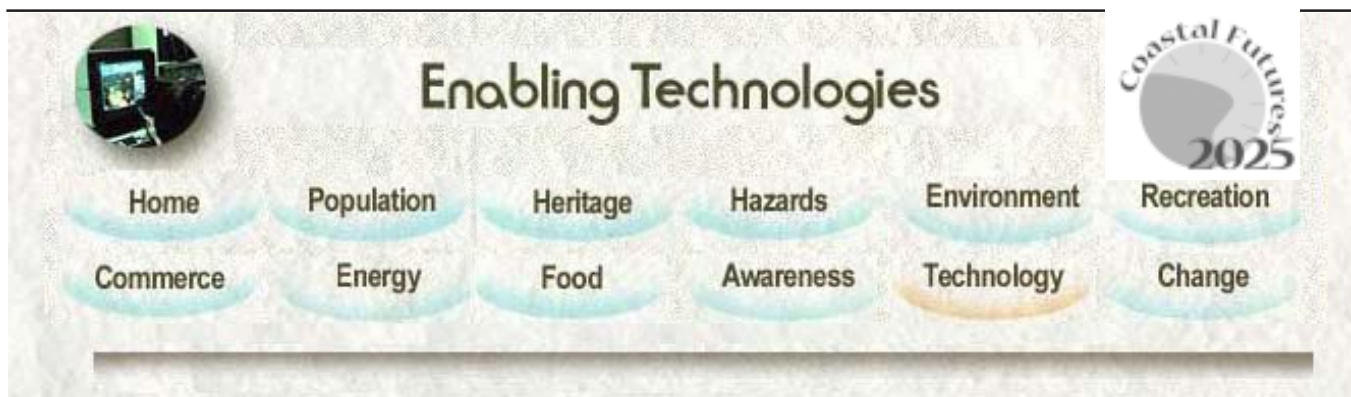 Enabling Technologies
Coastal Futures
2025
Home Population Heritage Hazards Environment Recreation
Commerce Energy Food Awareness Technology Change